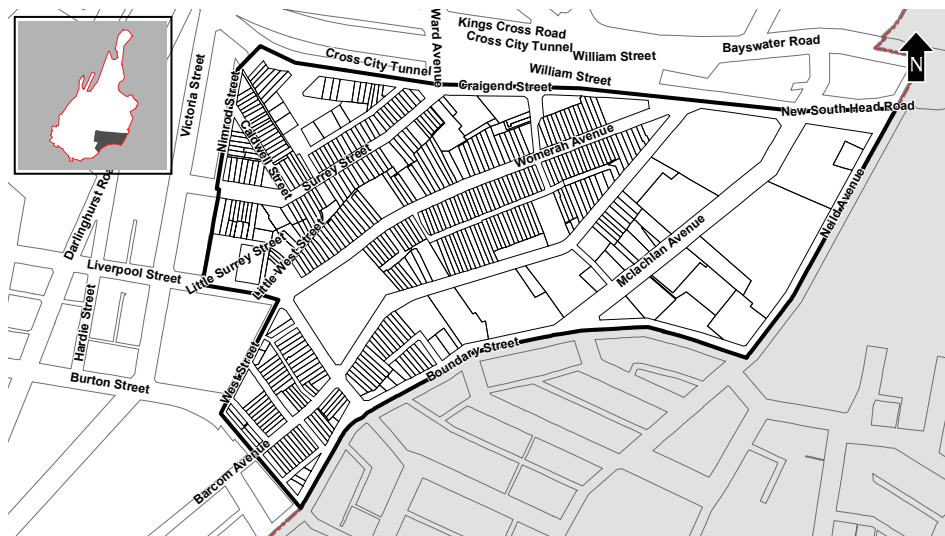 Kings Cross Road
Cross City Tunnel
William Street
Bayswater Road
Ward Avenue
Cross City Tunnel
William Street
Craigend Street
New South Head Road
N
Victoria Street
Nimrod Street
Caldwell Street
Surrey Street
Womerah Avenue
Neild Avenue
Darlinghurst Roa
Little Surrey Street
Little West Street
Mclachlan Avenue
Liverpool Street
Hardie Street
Boundary Street
West Street
Burton Street
Barcom Avenue